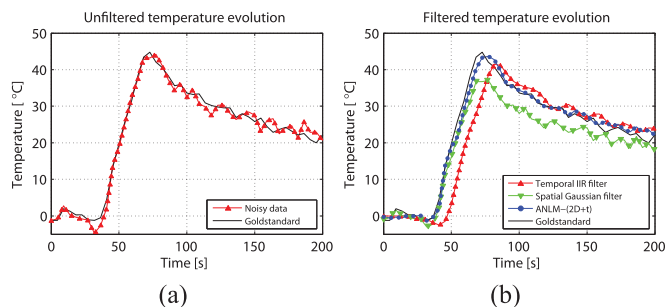 Unfiltered temperature evolution
Temperature [ °C]
50
40
30
20
10
0
0
50
100
150
200
Time [s]
Noisy data
Goldstandard
(a)
Filtered temperature evolution
Temperature [ °C]
50
40
30
20
10
0
0
50
100
150
200
Time [s]
Temporal IIR filter
Spatial Gaussian filter
ANLM−(2D+t)
Goldstandard
(b)